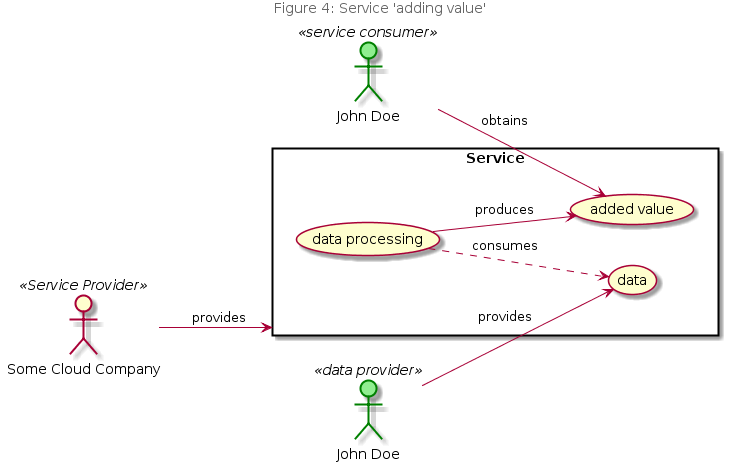 Figure 4: Service 'adding value'
«service consumer»
John Doe
obtains
Service
added value
produces
data processing
consumes
data
«Service Provider»
provides
provides
Some Cloud Company
«data provider»
John Doe